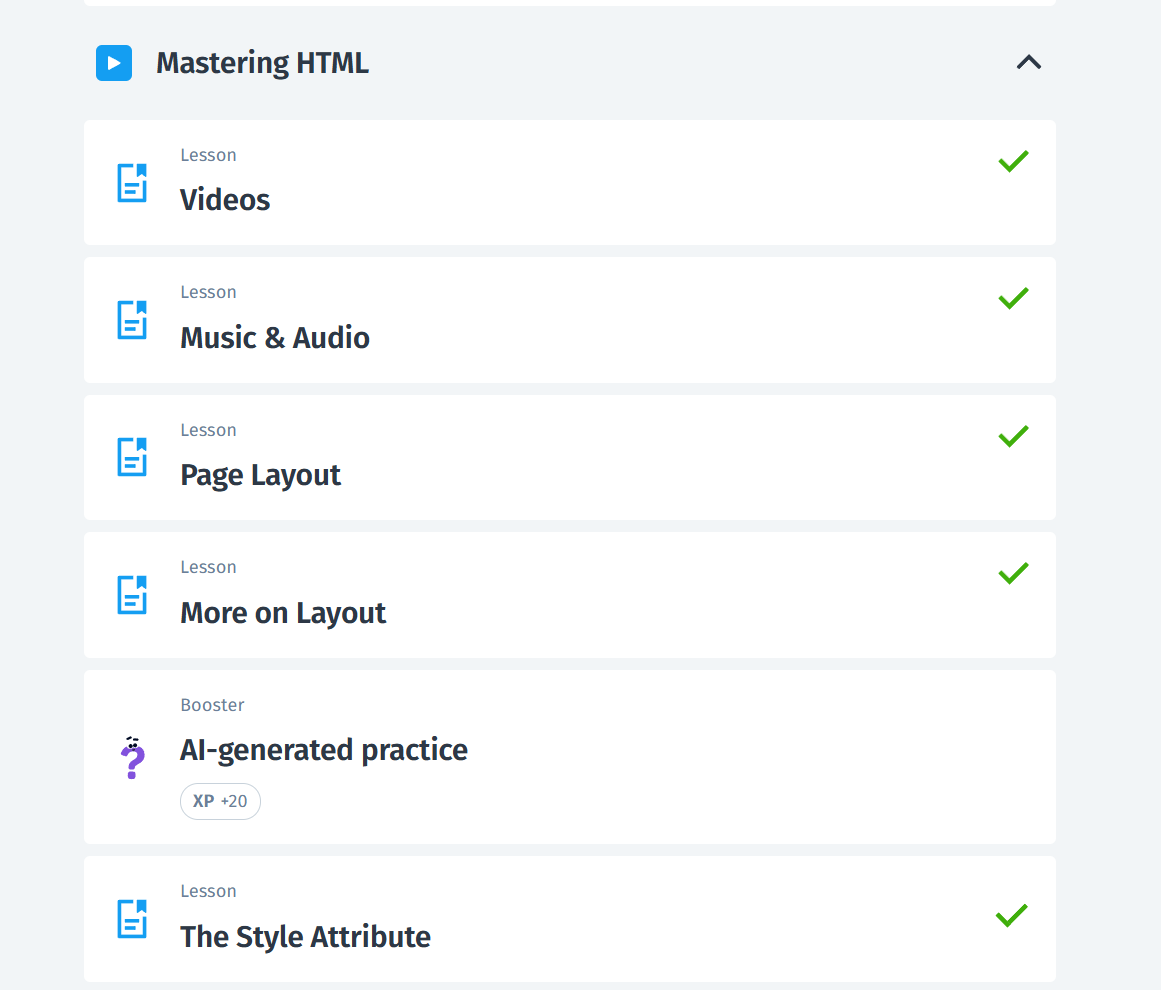 Mastering HTML
Lesson
Videos
Lesson
Music & Audio
Lesson
Page Layout
Lesson
More on Layout
Booster
AI-generated practice
XP +20
Lesson
The Style Attribute